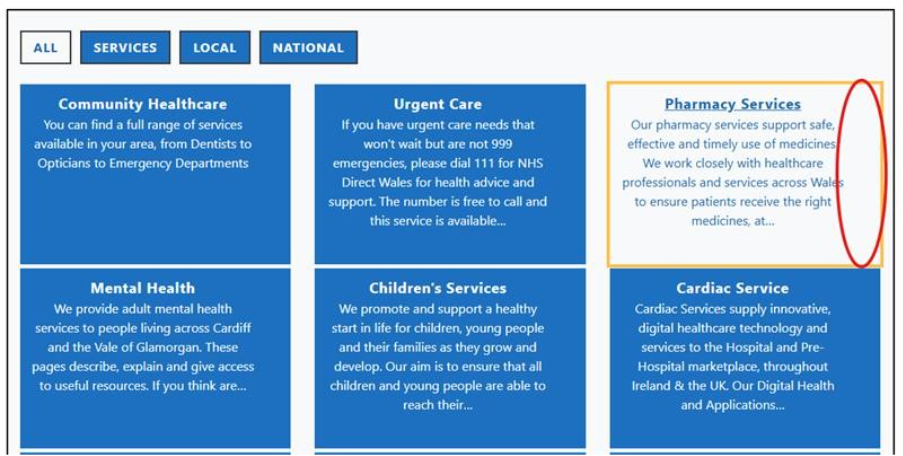 ALL SERVICES LOCAL NATIONAL
Community Healthcare
You can find a full range of services
available in your area, from Dentists to
Opticians to Emergency Departments
Urgent Care
If you have urgent care needs that
won't wait but are not 999
emergencies, please dial 111 for NHS
Direct Wales for health advice and
support. The number is free to call and
this service is available...
Pharmacy Services
Our pharmacy services support safe,
effective and timely use of medicines.
We work closely with healthcare
professionals and services across Wales
to ensure patients receive the right
medicines, at...
Mental Health
We provide adult mental health
services to people living across Cardiff
and the Vale of Glamorgan. These
pages describe, explain and give access
to useful resources. If you think are...
Children's Services
We promote and support a healthy
start in life for children, young people
and their families as they grow and
develop. Our aim is to ensure that all
children and young people are able to
reach their...
Cardiac Service
Cardiac Services supply innovative,
digital healthcare technology and
services to the Hospital and Pre-
Hospital marketplace, throughout
Ireland & the UK. Our Digital Health
and Applications...